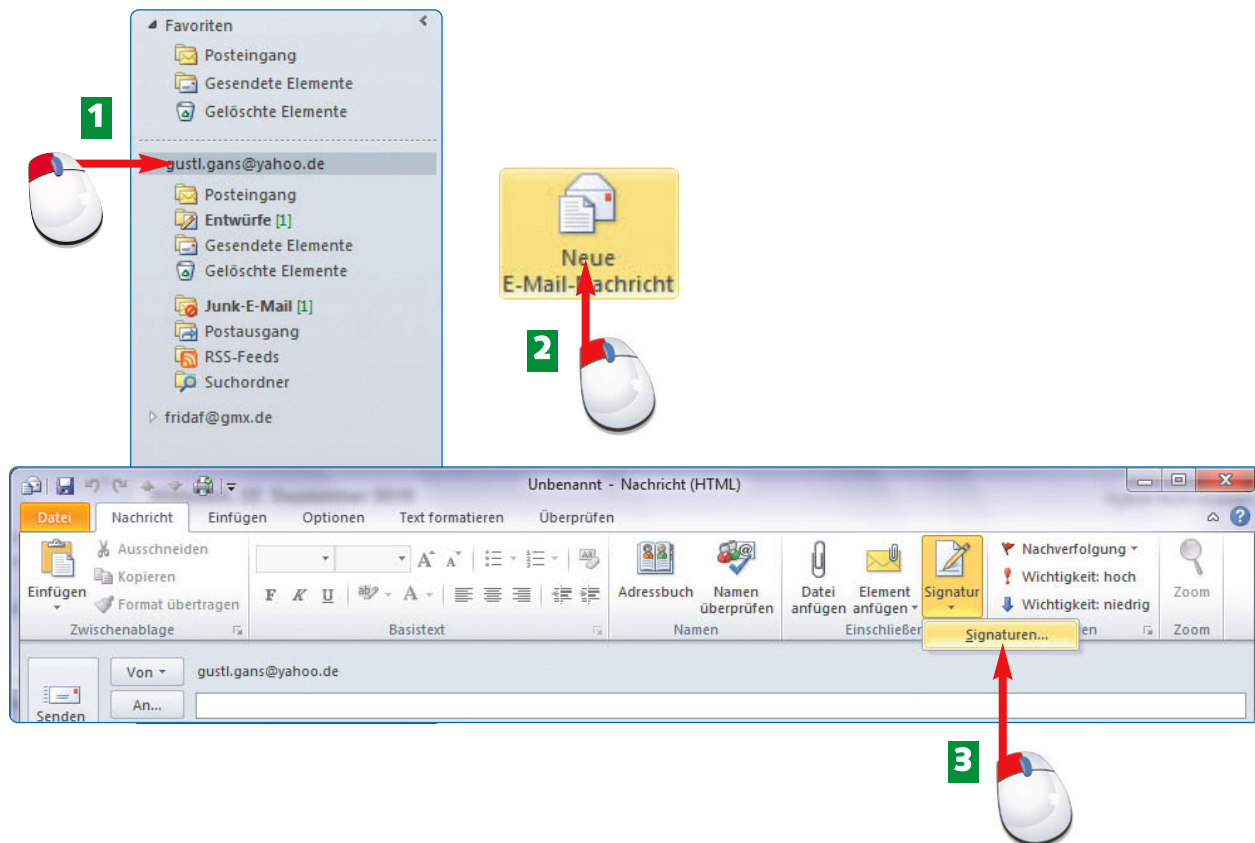 Favoriten
Posteingang
Gesendete Elemente
Gelöschte Elemente
1
gustl.gans@yahoo.de
Posteingang
Entwürfe [1]
Gesendete Elemente
Gelöschte Elemente
Junk-E-Mail [1]
Postausgang
RSS-Feeds
Suchordner
fridaf@gmx.de
Neue
E-Mail-Nachricht
2
Unbenannt - Nachricht (HTML)
Datei Nachricht Einfügen Optionen Text formatieren Überprüfen
Einfügen
Ausschneiden
Kopieren
Format übertragen
Zwischenablage
F K U
Basistext
Adressbuch
Namen
überprüfen
Namen
Datei
anfügen
Element
anfügen
Signatur
Einschließen
Nachverfolgung
Wichtigkeit: hoch
Wichtigkeit: niedrig
Zoom
Zoom
Signaturen...
Senden
Von gustl.gans@yahoo.de
An...
3